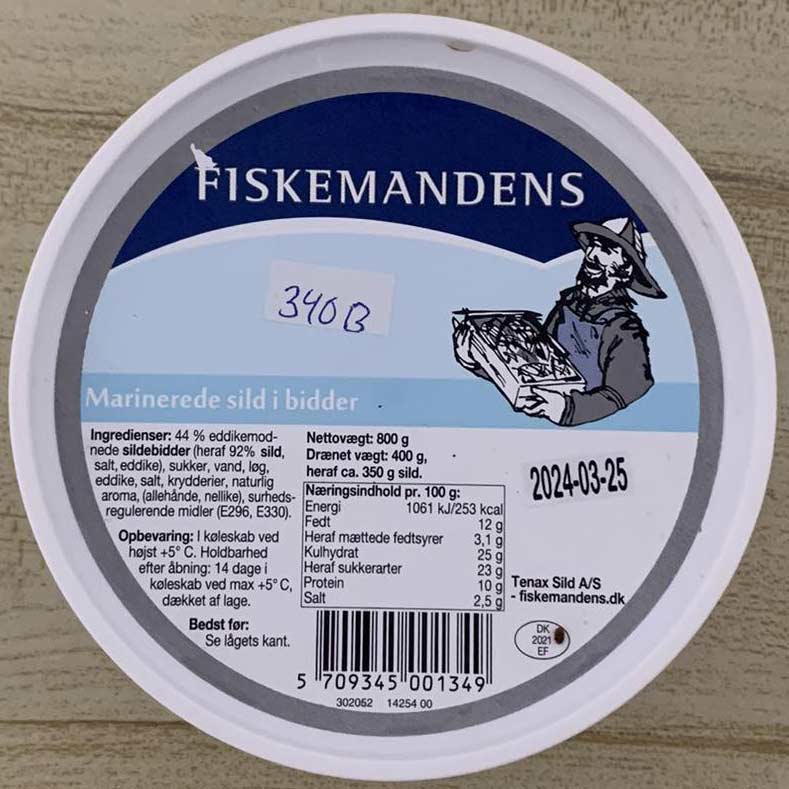 FISKEMANDENS
340B
Marinerede sild i bidder
Ingredienser: 44 % eddikemod-
nede sildebidder (heraf 92% sild,
salt, eddike), sukker, vand, løg,
eddike, salt, krydderier, naturlig
aroma, (allehånde, nellike), surheds-
regulerende midler (E296, E330).
Opbevaring: I køleskab ved
højst +5° C. Holdbarhed
efter åbning: 14 dage i
køleskab ved max +5° C,
dækket af lage.
Bedst før:
Se lågets kant.
Nettovægt: 800 g
Drænet vægt: 400 g,
heraf ca. 350 g sild.
Næringsindhold pr. 100 g:
Energi 1061 kJ/253 kcal
Fedt 12 g
Heraf mættede fedtsyrer 3,1 g
Kulhydrat 25 g
Heraf sukkerarter 23 g
Protein 10 g
Salt 2,5 g
2024-03-25
Tenax Sild A/S
- fiskemandens.dk
DK
2021
EF
5 709345 001349
302052 14254 00